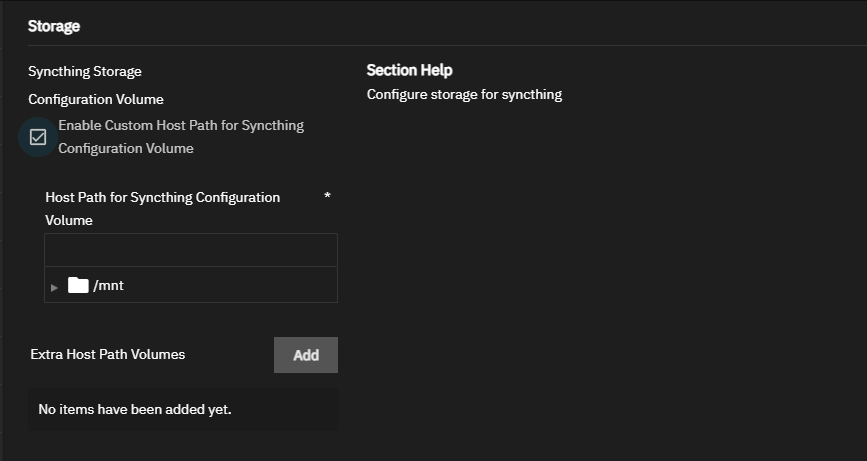 Storage
Syncthing Storage
Section Help
Configuration Volume
Configure storage for syncthing
Enable Custom Host Path for Syncthing
Configuration Volume
Host Path for Syncthing Configuration *
Volume
/mnt
Extra Host Path Volumes
Add
No items have been added yet.